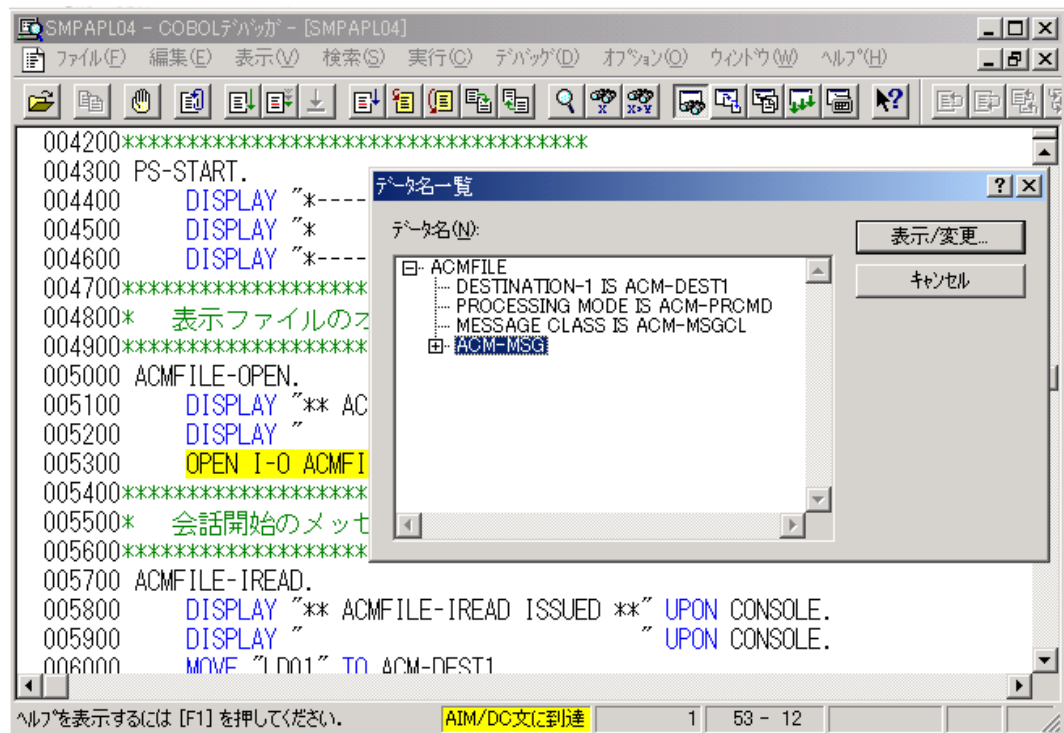 SMPAPL04 - COBOLデバッガ - [SMPAPL04]
ファイル(F) 編集(E) 表示(V) 検索(S) 実行(C) デバッグ(D) オプション(O) ウィンドウ(W) ヘルプ(H)
004200************************************
004300 PS-START.
004400 DISPLAY "*----
004500 DISPLAY "*
004600 DISPLAY "*----
004700*******************
004800* 表示ファイルのオ
004900*******************
005000 ACMFILE-OPEN.
005100 DISPLAY "** AC
005200 DISPLAY "
005300 OPEN I-O ACMFI
005400*******************
005500* 会話開始のメッセ
005600*******************
005700 ACMFILE-IREAD.
005800 DISPLAY "** ACMFILE-IREAD ISSUED **" UPON CONSOLE.
005900 DISPLAY " " UPON CONSOLE.
006000 MOVE "LD01" TO ACM-DEST1
データ名一覧
データ名(N):
ACMFILE
DESTINATION-1 IS ACM-DEST1
PROCESSING MODE IS ACM-PRCMD
MESSAGE CLASS IS ACM-MSGCL
ACM-MSG
表示/変更...
キャンセル
ヘルプを表示するには [F1] を押してください。 AIM/DC文に到達 1 53 - 12